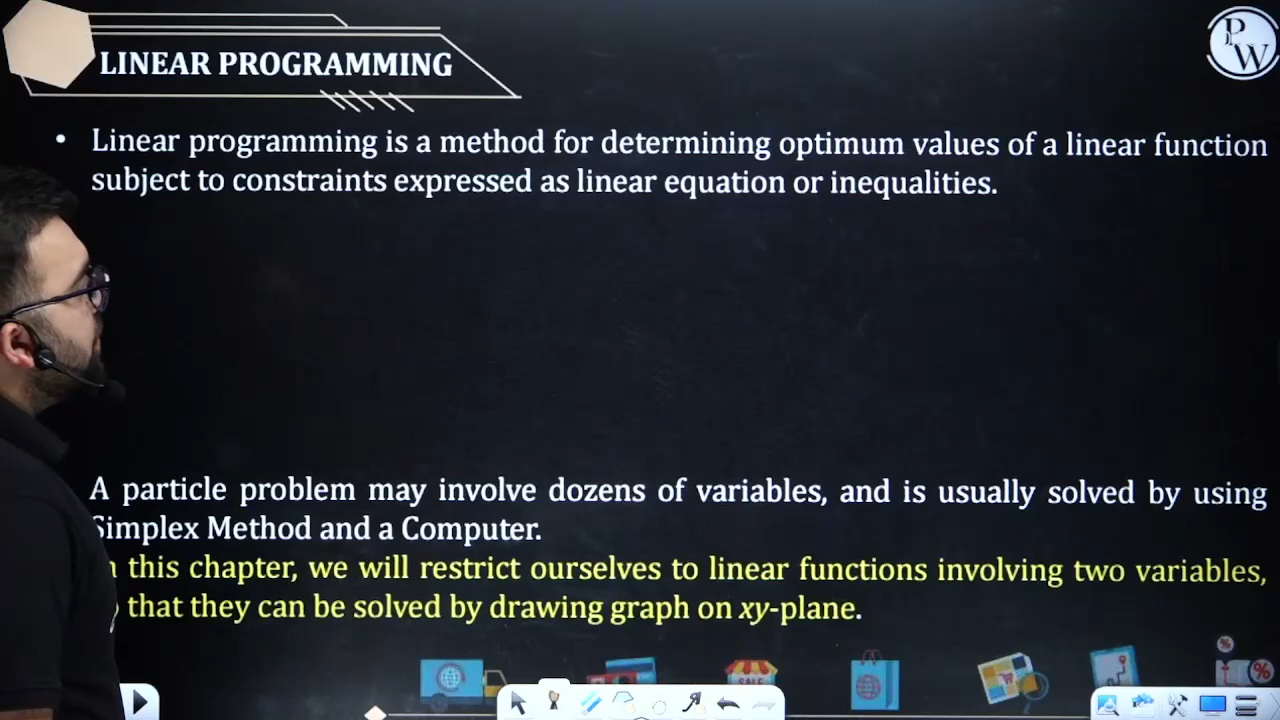 LINEAR PROGRAMMING
PW
• Linear programming is a method for determining optimum values of a linear function
subject to constraints expressed as linear equation or inequalities.
A particle problem may involve dozens of variables, and is usually solved by using
Simplex Method and a Computer.
this chapter, we will restrict ourselves to linear functions involving two variables,
that they can be solved by drawing graph on xy-plane.
SALE